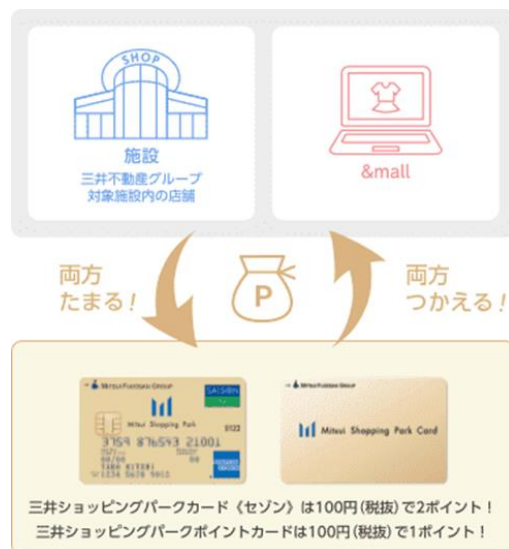 SHOP
施設
三井不動産グループ
対象施設内の店舗
&mall
両方
たまる!
P
両方
つかえる!
MITSUI FUDOSAN GROUP
SAISON
Mitsui Shopping Park
0123
3759 876543 21001
MITSUI FUDOSAN GROUP
Mitsui Shopping Park Card
三井ショッピングパークカード《セゾン》は100円(税抜)で2ポイント!
三井ショッピングパークポイントカードは100円(税抜)で1ポイント!